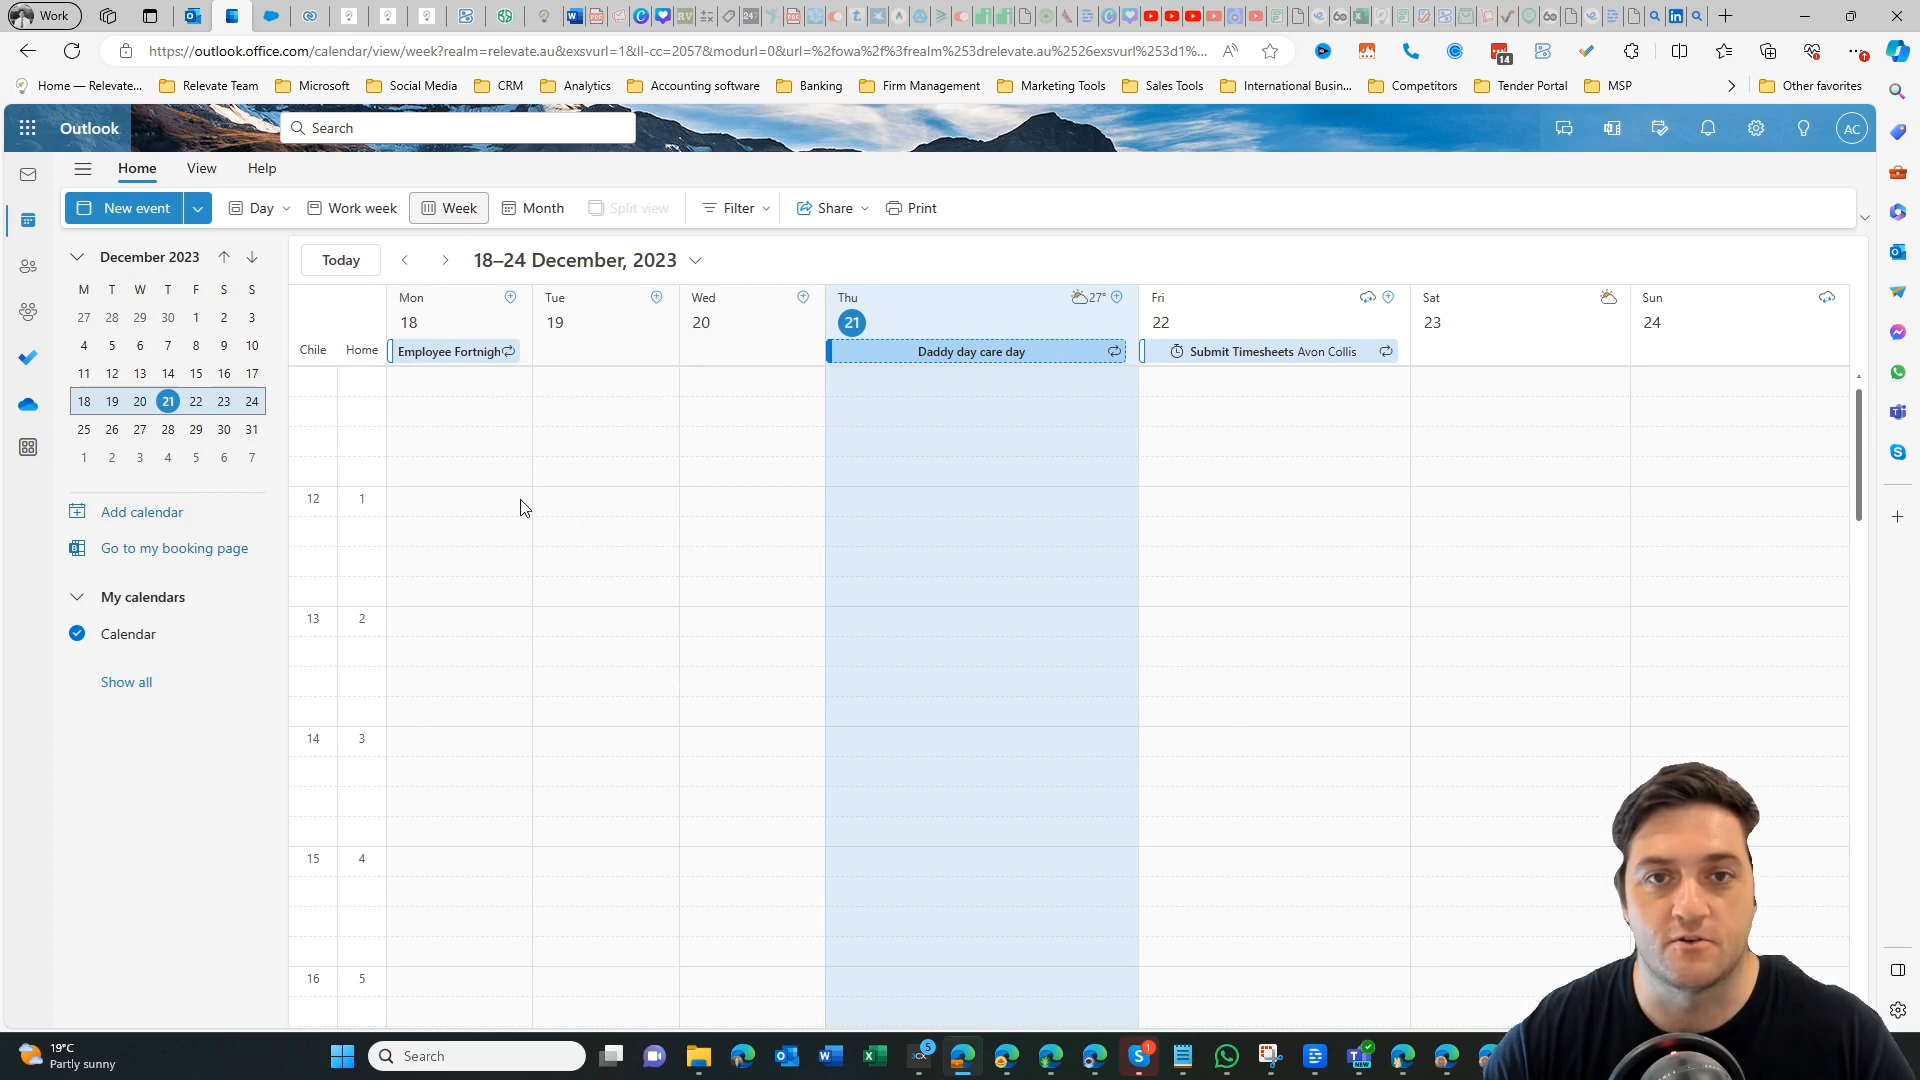 Work
https://outlook.office.com/calendar/view/week?realm=relevate.au&exsvurl=1&ll-cc=2057&modurl=0&url=%2fowa%2f%3frealm%253drelevate.au%2526exsvurl%253d1%...
14
Home — Relevate...
Relevate Team
Microsoft
Social Media
CRM
Analytics
Accounting software
Banking
Firm Management
Marketing Tools
Sales Tools
International Busin...
Competitors
Tender Portal
MSP
Other favorites
Outlook
Search
AC
Home
View
Help
New event
Day
Work week
Week
Month
Split view
Filter
Share
Print
December 2023
M T W T F S S
27 28 29 30 1 2 3
4 5 6 7 8 9 10
11 12 13 14 15 16 17
18 19 20 21 22 23 24
25 26 27 28 29 30 31
1 2 3 4 5 6 7
Add calendar
Go to my booking page
My calendars
Calendar
Show all
Today
18–24 December, 2023
Mon
18
Tue
19
Wed
20
Thu
27°
21
Fri
22
Sat
23
Sun
24
Chile Home
Employee Fortnigh
Daddy day care day
Submit Timesheets Avon Collis
12 1
13 2
14 3
15 4
16 5
19°C
Partly sunny
Search
3CX
5
1
NEW